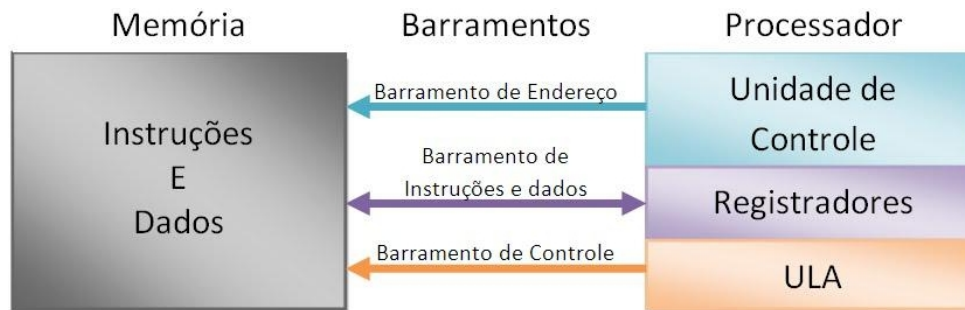 Memória
Barramentos
Processador
Instruções
E
Dados
Barramento de Endereço
Barramento de
Instruções e dados
Barramento de Controle
Unidade de
Controle
Registradores
ULA